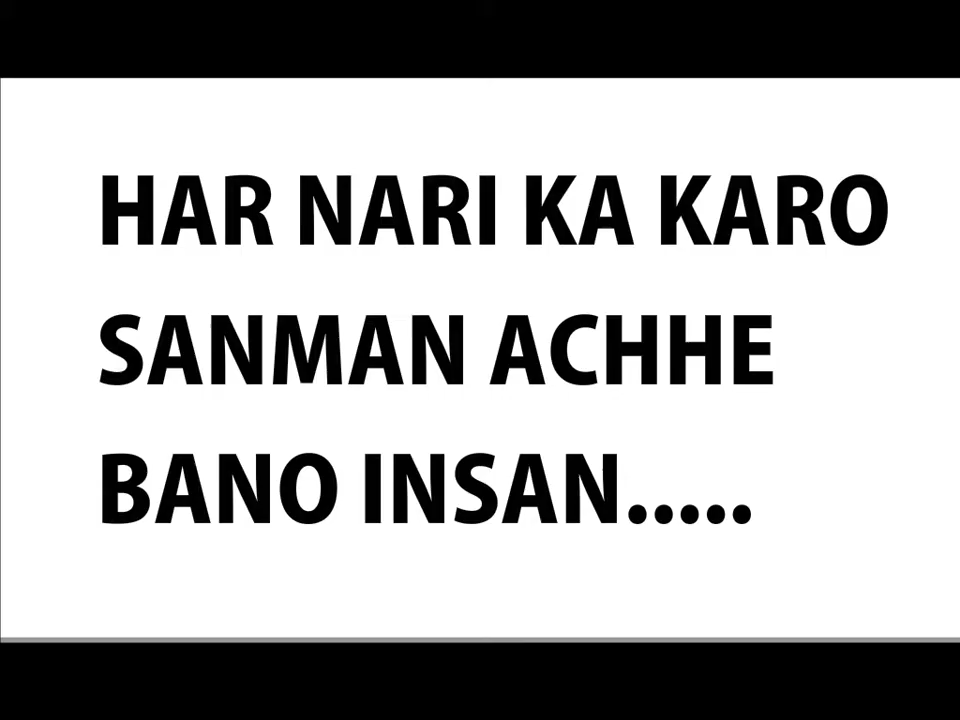 HAR NARI KA KARO
SANMAN ACHHE
BANO INSAN.....